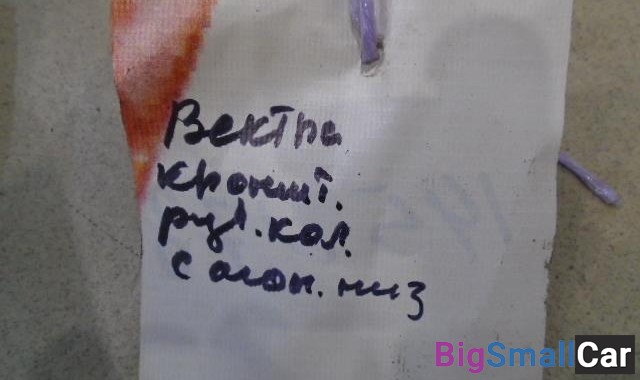 Вектра
кроншт.
рул.кол.
салон.низ
BigSmallCar